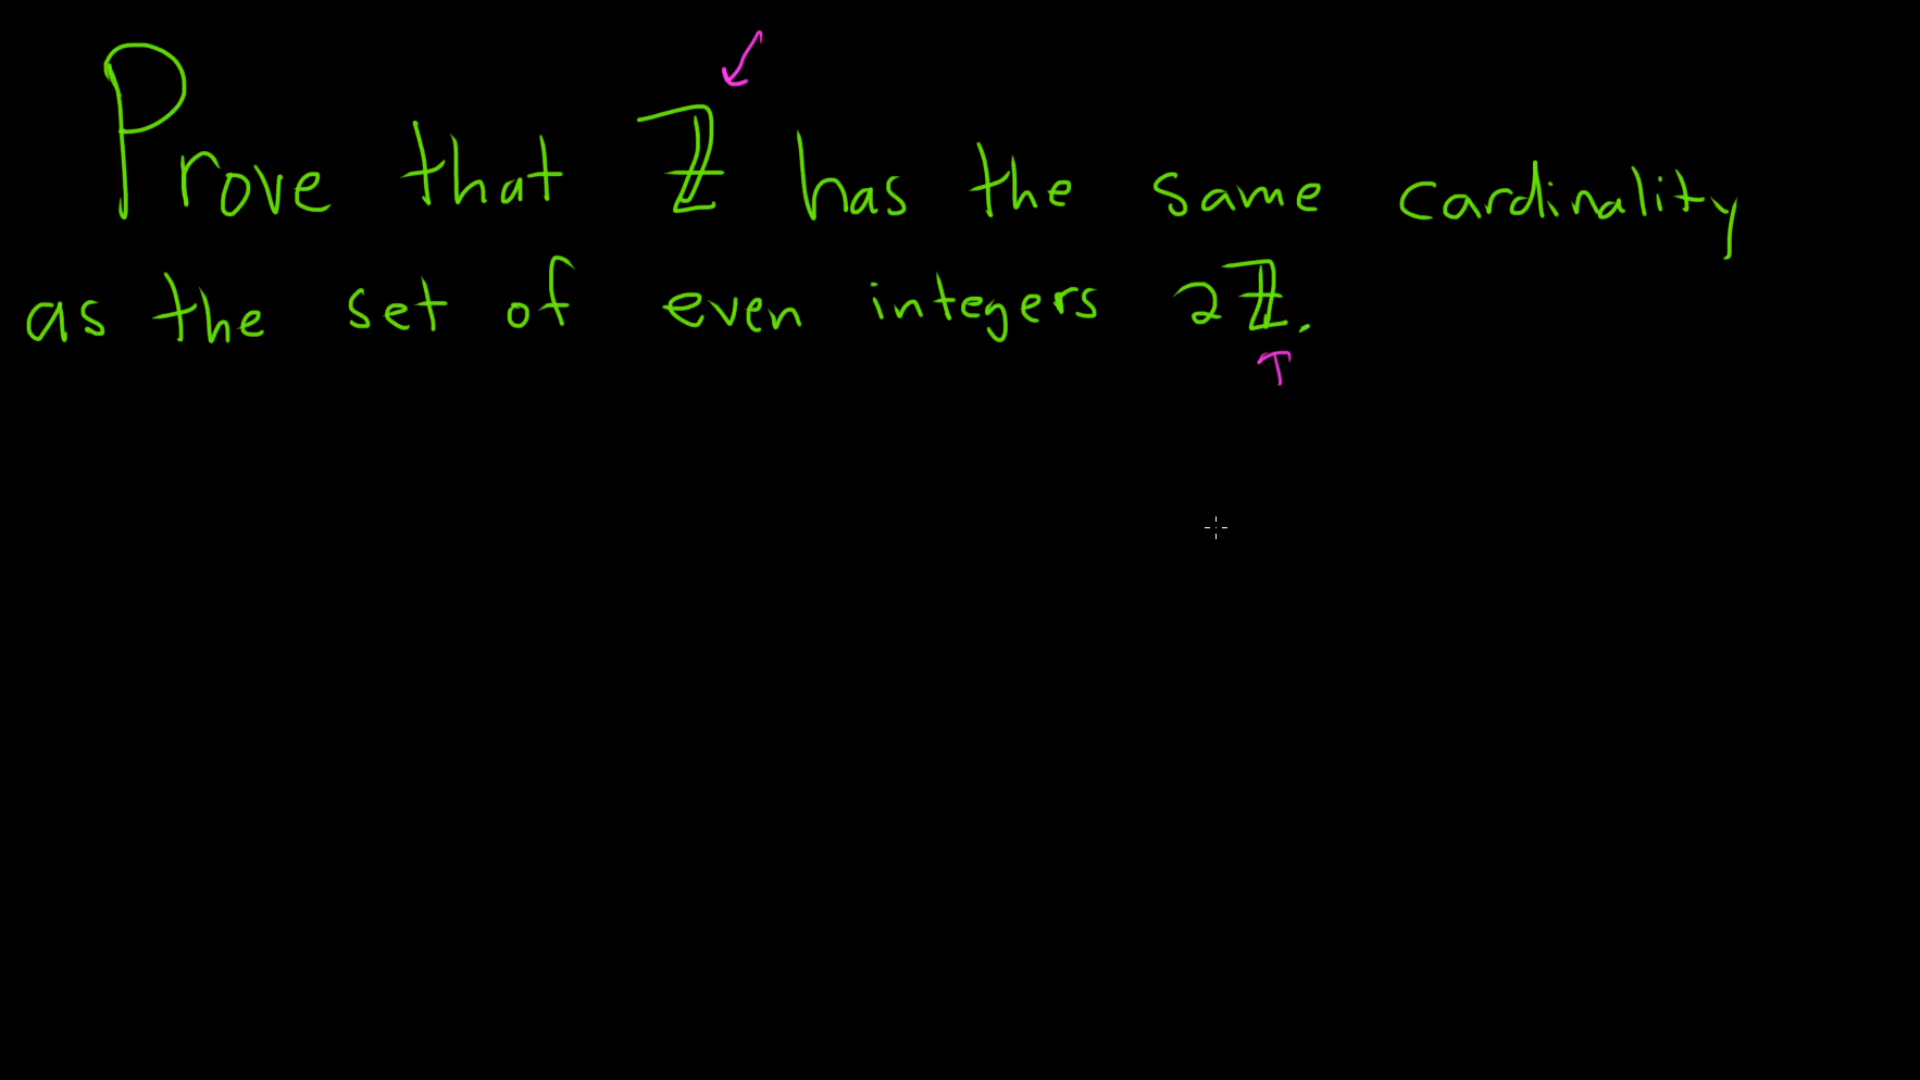 Prove that ℤ has the same cardinality
as the set of even integers 2ℤ.